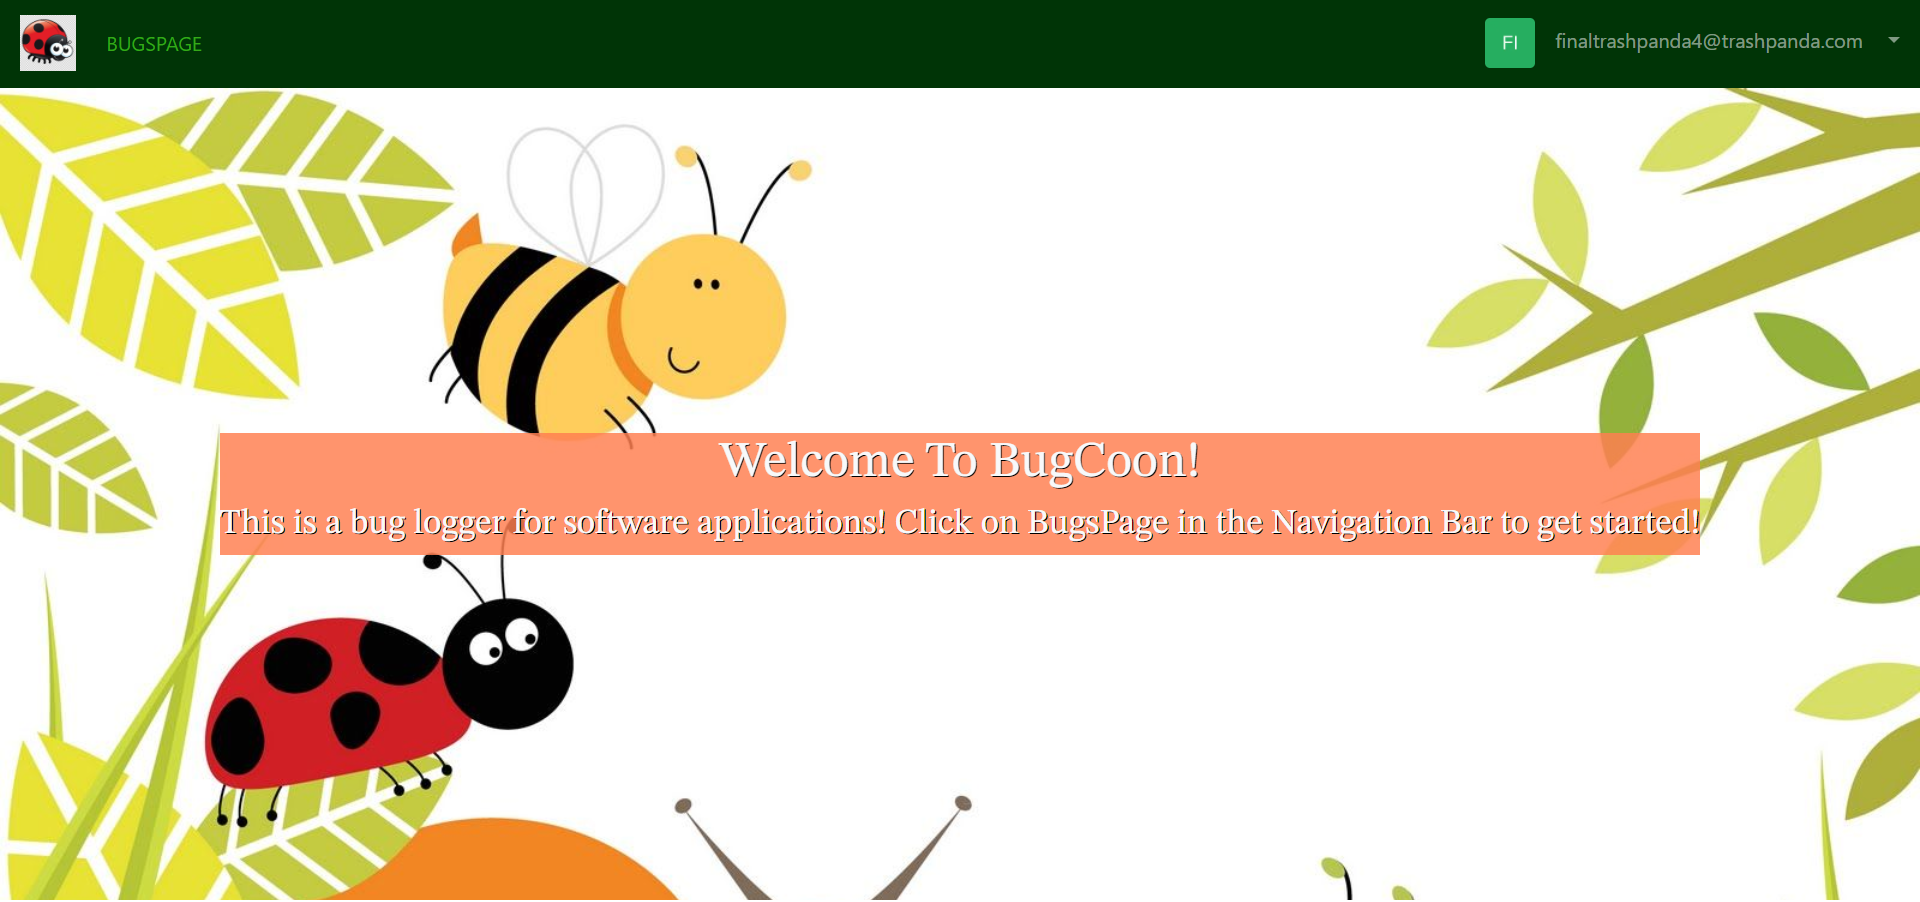 BUGSPAGE
FI
finaltrashpanda4@trashpanda.com
Welcome To BugCoon!
This is a bug logger for software applications! Click on BugsPage in the Navigation Bar to get started!